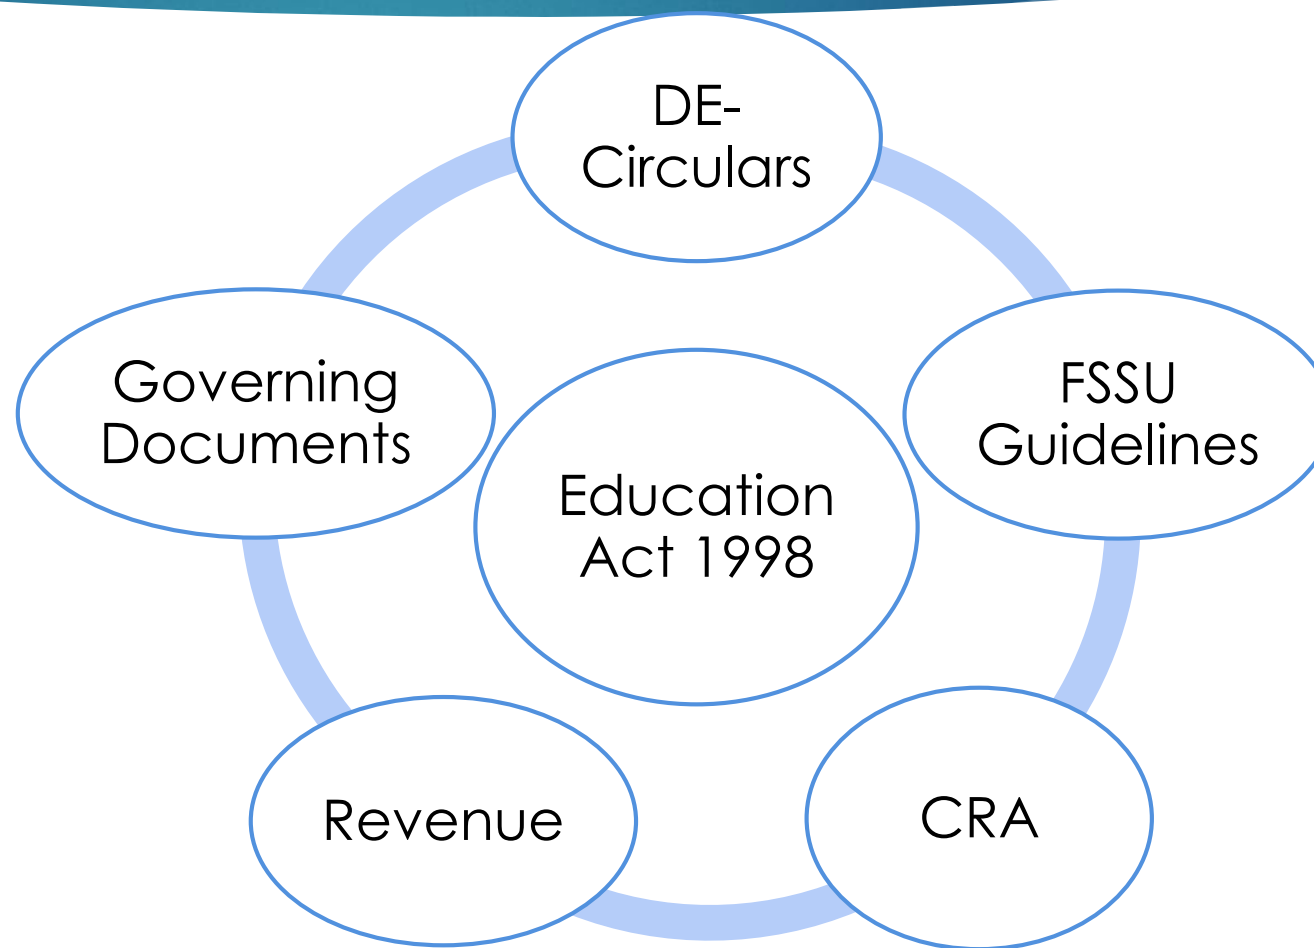 DE-
Circulars
Governing
Documents
FSSU
Guidelines
Education
Act 1998
Revenue
CRA